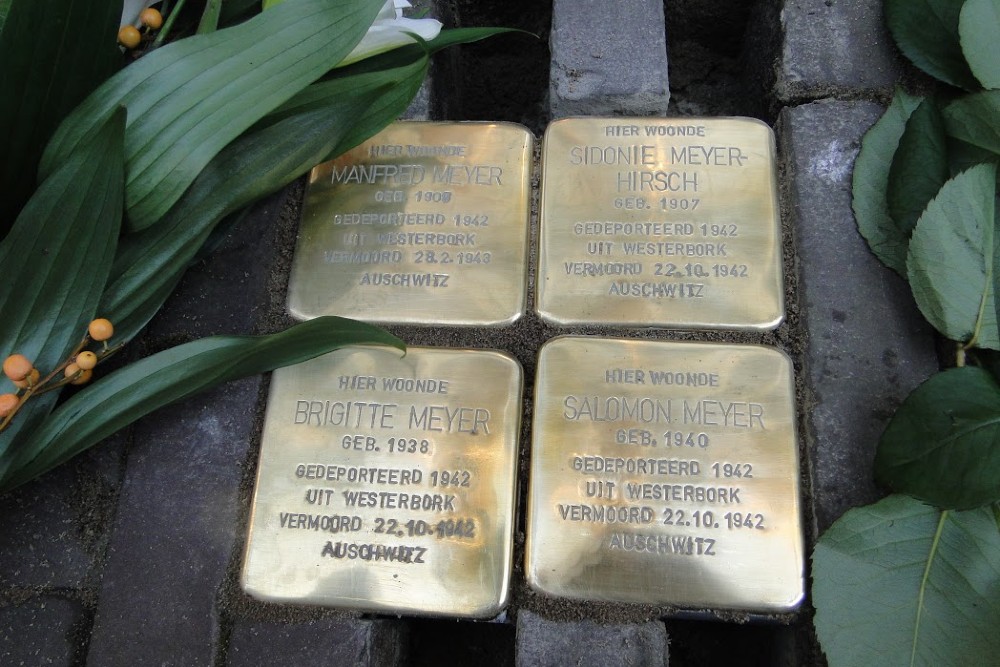 HIER WOONDE
MANFRED MEYER
GEB. 1908
GEDEPORTEERD 1942
UIT WESTERBORK
VERMOORD 28.2.1943
AUSCHWITZ
HIER WOONDE
SIDONIE MEYER-
HIRSCH
GEB. 1907
GEDEPORTEERD 1942
UIT WESTERBORK
VERMOORD 22.10.1942
AUSCHWITZ
HIER WOONDE
BRIGITTE MEYER
GEB. 1938
GEDEPORTEERD 1942
UIT WESTERBORK
VERMOORD 22.10.1942
AUSCHWITZ
HIER WOONDE
SALOMON MEYER
GEB. 1940
GEDEPORTEERD 1942
UIT WESTERBORK
VERMOORD 22.10.1942
AUSCHWITZ